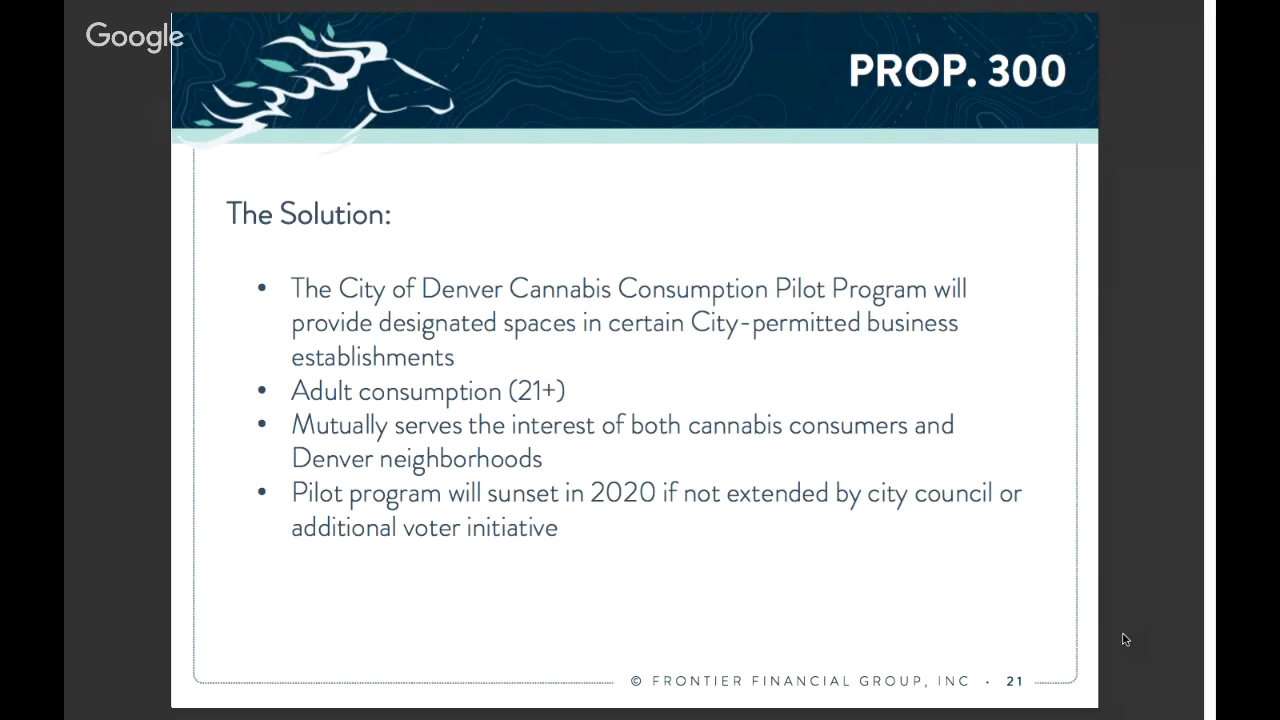 Google
PROP. 300
The Solution:
• The City of Denver Cannabis Consumption Pilot Program will
provide designated spaces in certain City-permitted business
establishments
• Adult consumption (21+)
• Mutually serves the interest of both cannabis consumers and
Denver neighborhoods
• Pilot program will sunset in 2020 if not extended by city council or
additional voter initiative
© FRONTIER FINANCIAL GROUP, INC · 21